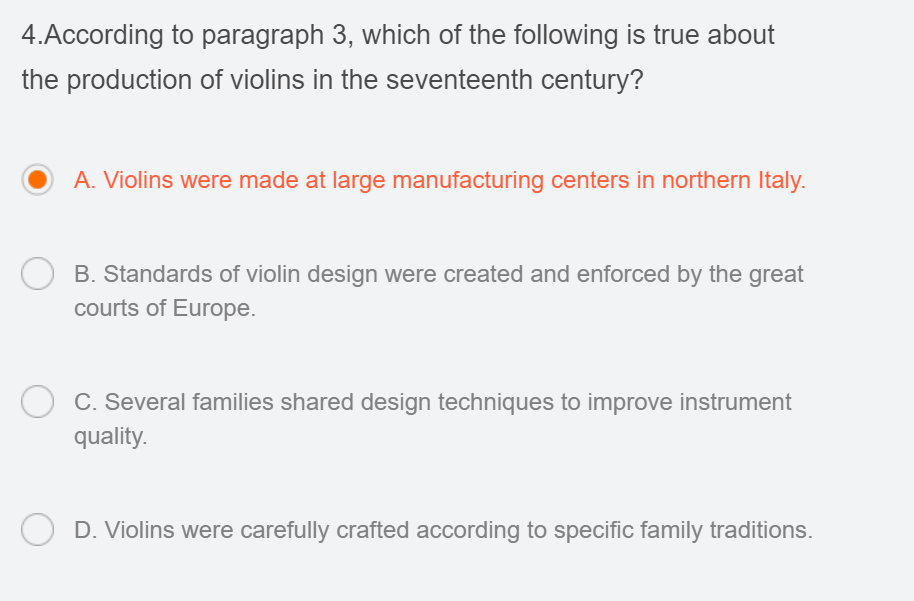 4.According to paragraph 3, which of the following is true about
the production of violins in the seventeenth century?
A. Violins were made at large manufacturing centers in northern Italy.
B. Standards of violin design were created and enforced by the great
courts of Europe.
C. Several families shared design techniques to improve instrument
quality.
D. Violins were carefully crafted according to specific family traditions.